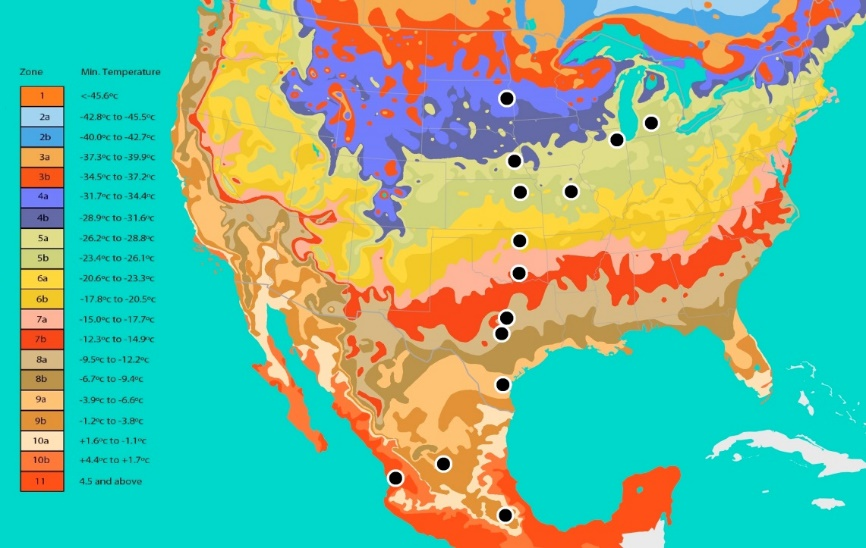 Zone Min. Temperature
1 <-45.6ºc
2a -42.8ºc to -45.5ºc
2b -40.0ºc to -42.7ºc
3a -37.3ºc to -39.9ºc
3b -34.5ºc to -37.2ºc
4a -31.7ºc to -34.4ºc
4b -28.9ºc to -31.6ºc
5a -26.2ºc to -28.8ºc
5b -23.4ºc to -26.1ºc
6a -20.6ºc to -23.3ºc
6b -17.8ºc to -20.5ºc
7a -15.0ºc to -17.7ºc
7b -12.3ºc to -14.9ºc
8a -9.5ºc to -12.2ºc
8b -6.7ºc to -9.4ºc
9a -3.9ºc to -6.6ºc
9b -1.2ºc to -3.8ºc
10a +1.6ºc to -1.1ºc
10b +4.4ºc to +1.7ºc
11 4.5 and above